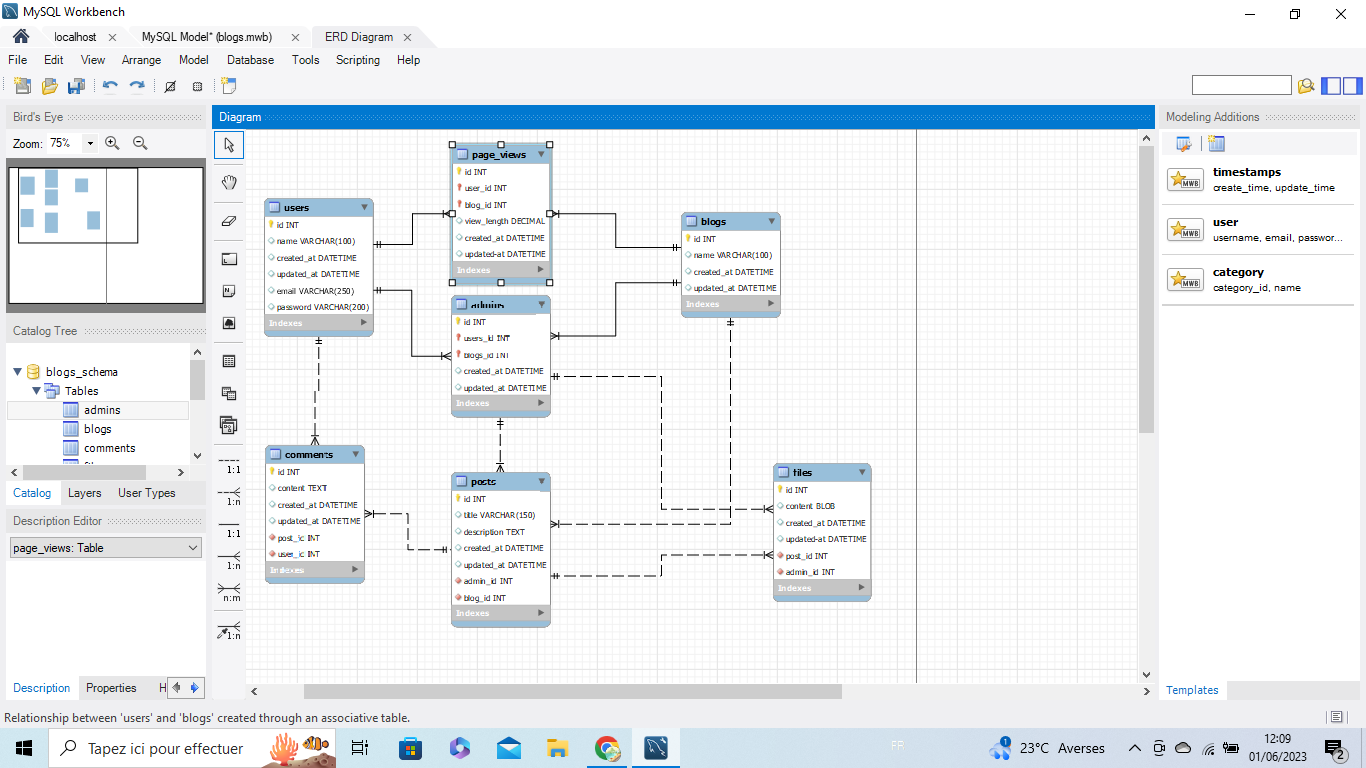 MySQL Workbench
localhost
MySQL Model* (blogs.mwb)
ERD Diagram
File Edit View Arrange Model Database Tools Scripting Help
Bird's Eye
Zoom: 75%
Catalog Tree
blogs_schema
Tables
admins
blogs
comments
Catalog Layers User Types
Description Editor
page_views: Table
Description Properties H
1:1
1:n
1:1
1:n
n:m
1:n
Diagram
page_views
id INT
user_id INT
blog_id INT
view_length DECIMAL
created_at DATETIME
updated-at DATETIME
Indexes
users
id INT
name VARCHAR(100)
created_at DATETIME
updated_at DATETIME
email VARCHAR(250)
password VARCHAR(200)
Indexes
blogs
id INT
name VARCHAR(100)
created_at DATETIME
updated_at DATETIME
Indexes
admins
id INT
users_id INT
blogs_id INT
created_at DATETIME
updated_at DATETIME
Indexes
comments
id INT
content TEXT
created_at DATETIME
updated_at DATETIME
INT
INT
Indexes
posts
id INT
title VARCHAR(150)
description TEXT
created_at DATETIME
updated_at DATETIME
admin_id INT
blog_id INT
Indexes
files
id INT
content BLOB
created_at DATETIME
updated-at DATETIME
post_id INT
admin_id INT
Indexes
Modeling Additions
timestamps
create_time, update_time
user
username, email, passwor...
category
category_id, name
Templates
MWB
MWB
MWB
Relationship between 'users' and 'blogs' created through an associative table.
Tapez ici pour effectuer
FR
1
23°C Averses
12:09
01/06/2023
2